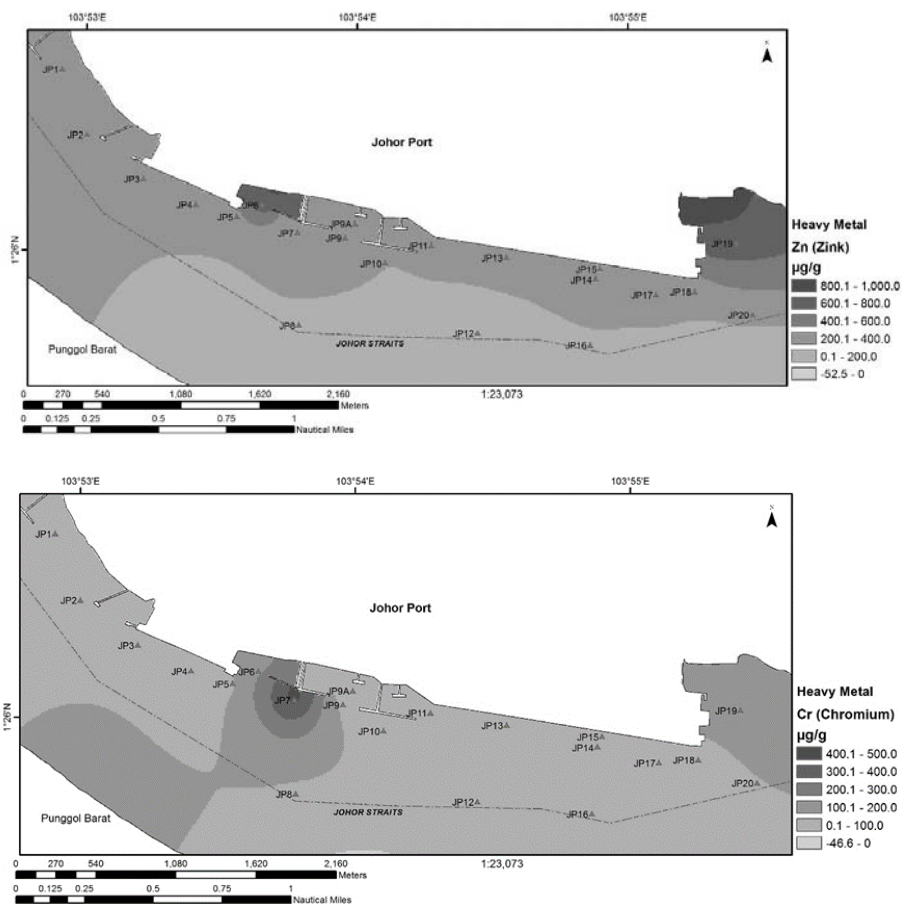 103°53'E 103°54'E 103°55'E
N
JP1
Johor Port
JP2
JP3
JP4 JP6
JP5 JP9A
JP7 JP9 JP11
JP10 JP13
JP15
JP14
JP17 JP18
JP19
JP20
JP8 JP12
JP16
1°26'N
Punggol Barat
JOHOR STRAITS
Heavy Metal
Zn (Zink)
µg/g
800.1 - 1,000.0
600.1 - 800.0
400.1 - 600.0
200.1 - 400.0
0.1 - 200.0
-52.5 - 0
0 270 540 1,080 1,620 2,160
Meters
1:23,073
0 0.125 0.25 0.5 0.75 1
Nautical Miles
103°53'E 103°54'E 103°55'E
N
JP1
JP2
Johor Port
JP3
JP4 JP6
JP5 JP9A
JP7 JP9 JP11
JP10 JP13
JP15
JP14
JP17 JP18
JP19
JP20
JP8 JP12
JP16
1°26'N
Punggol Barat
JOHOR STRAITS
Heavy Metal
Cr (Chromium)
µg/g
400.1 - 500.0
300.1 - 400.0
200.1 - 300.0
100.1 - 200.0
0.1 - 100.0
-46.6 - 0
0 270 540 1,080 1,620 2,160
Meters
1:23,073
0 0.125 0.25 0.5 0.75 1
Nautical Miles